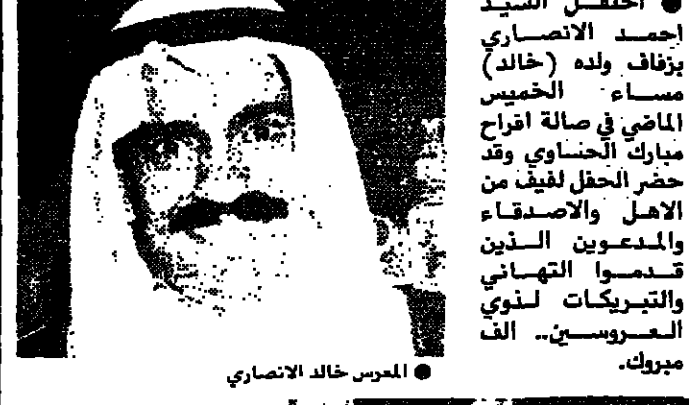 ● احتفل السيد
احمد الانصاري
بزفاف ولده (خالد)
مساء الخميس
الماضي في صالة افراح
مبارك الحساوي وقد
حضر الحفل لفيف من
الاهل والاصدقاء
والمدعوين الذين
قدموا التهاني
والتبريكات لذوي
العروسين.. الف
مبروك.
● المعرس خالد الانصاري